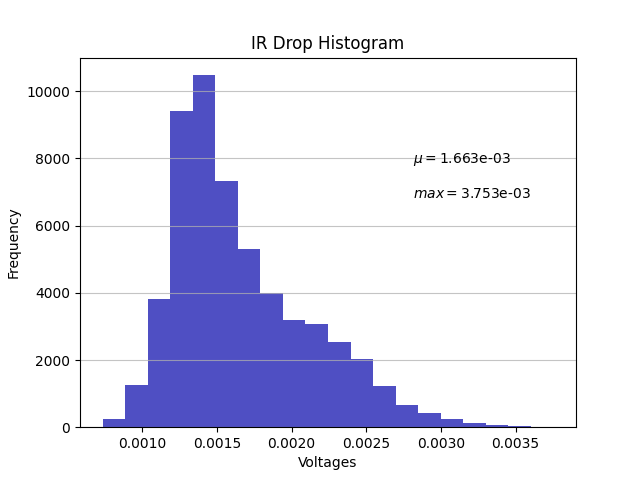 IR Drop Histogram
10000
8000
6000
4000
2000
0
Frequency
μ = 1.663e-03
max = 3.753e-03
0.0010 0.0015 0.0020 0.0025 0.0030 0.0035
Voltages